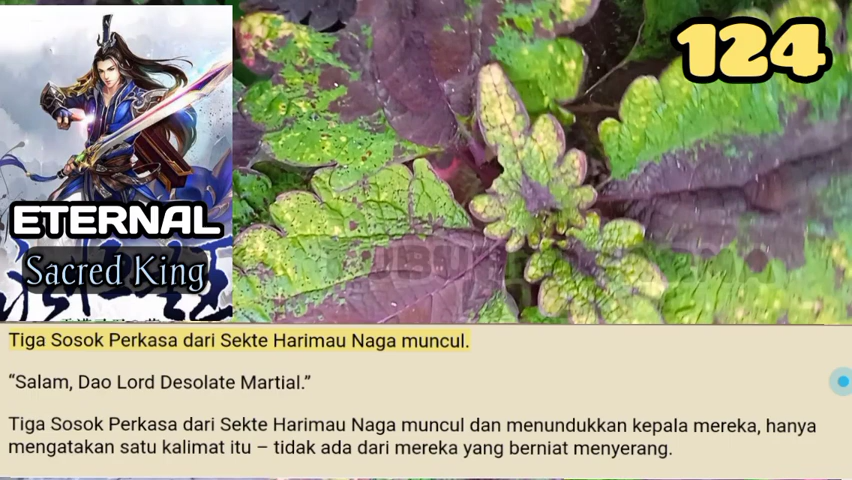 124
ETERNAL
Sacred King
Tiga Sosok Perkasa dari Sekte Harimau Naga muncul.
“Salam, Dao Lord Desolate Martial.”
Tiga Sosok Perkasa dari Sekte Harimau Naga muncul dan menundukkan kepala mereka, hanya
mengatakan satu kalimat itu – tidak ada dari mereka yang berniat menyerang.